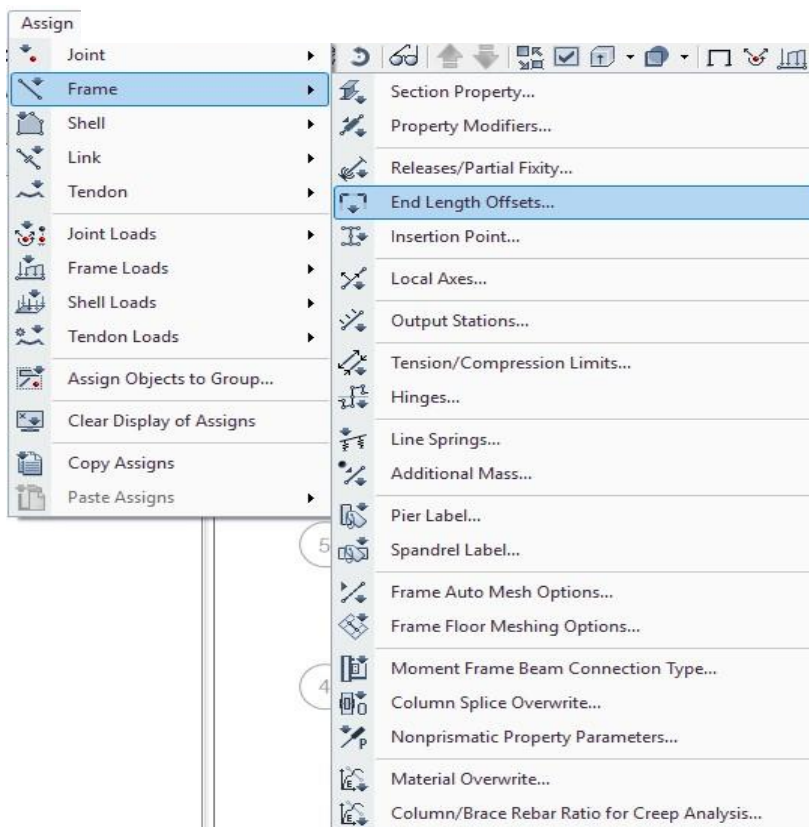 Assign
Joint
Frame
Shell
Link
Tendon
Joint Loads
Frame Loads
Shell Loads
Tendon Loads
Assign Objects to Group...
Clear Display of Assigns
Copy Assigns
Paste Assigns
Section Property...
Property Modifiers...
Releases/Partial Fixity...
End Length Offsets...
Insertion Point...
Local Axes...
Output Stations...
Tension/Compression Limits...
Hinges...
Line Springs...
Additional Mass...
Pier Label...
Spandrel Label...
Frame Auto Mesh Options...
Frame Floor Meshing Options...
Moment Frame Beam Connection Type...
Column Splice Overwrite...
Nonprismatic Property Parameters...
Material Overwrite...
Column/Brace Rebar Ratio for Creep Analysis...
5
4